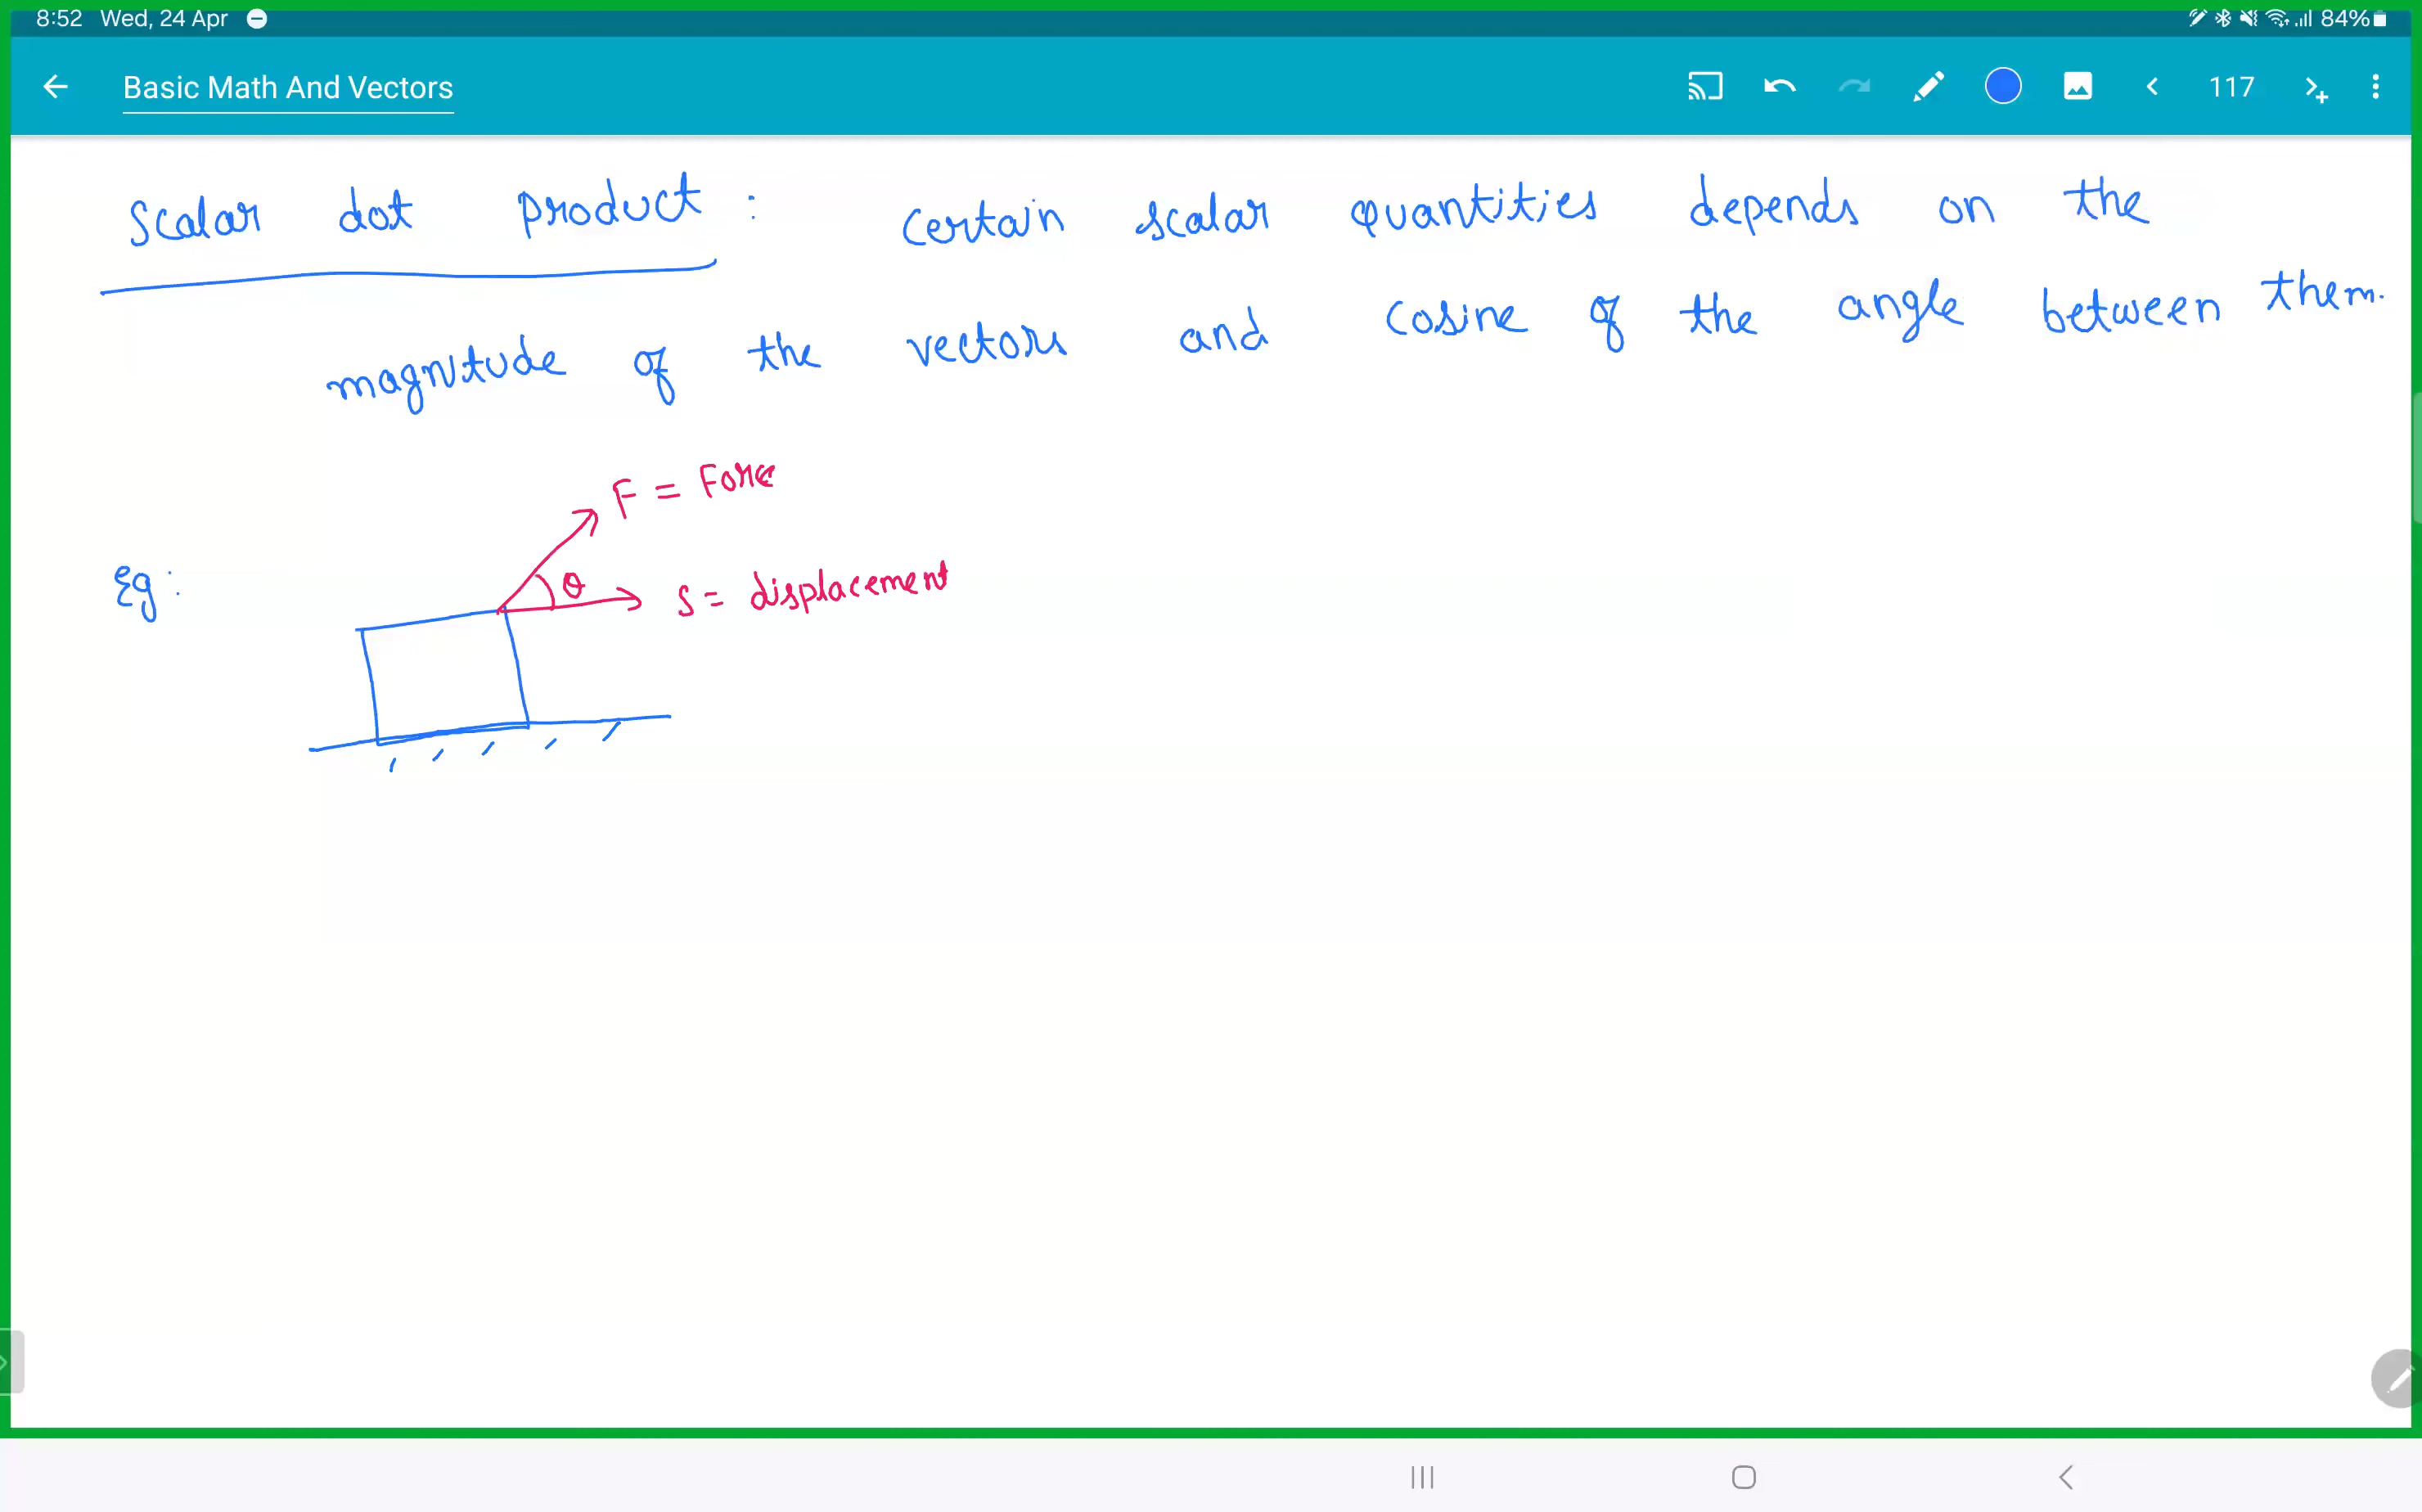 8:52 Wed, 24 Apr 84%
Basic Math And Vectors 117
Scalar dot product : Certain scalar quantities depends on the
magnitude of the vectors and Cosine of the angle between them.
F = Force
Eg :
θ
s = displacement